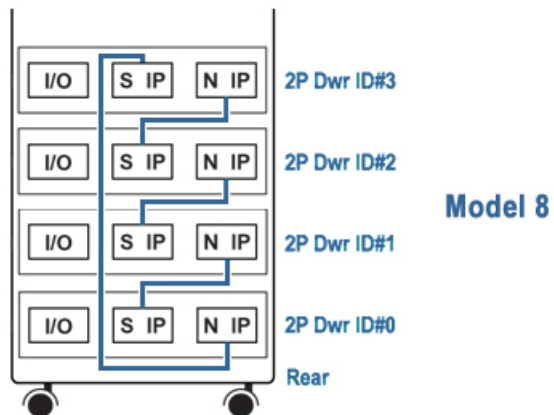 I/O S IP N IP 2P Dwr ID#3
I/O S IP N IP 2P Dwr ID#2
Model 8
I/O S IP N IP 2P Dwr ID#1
I/O S IP N IP 2P Dwr ID#0
Rear